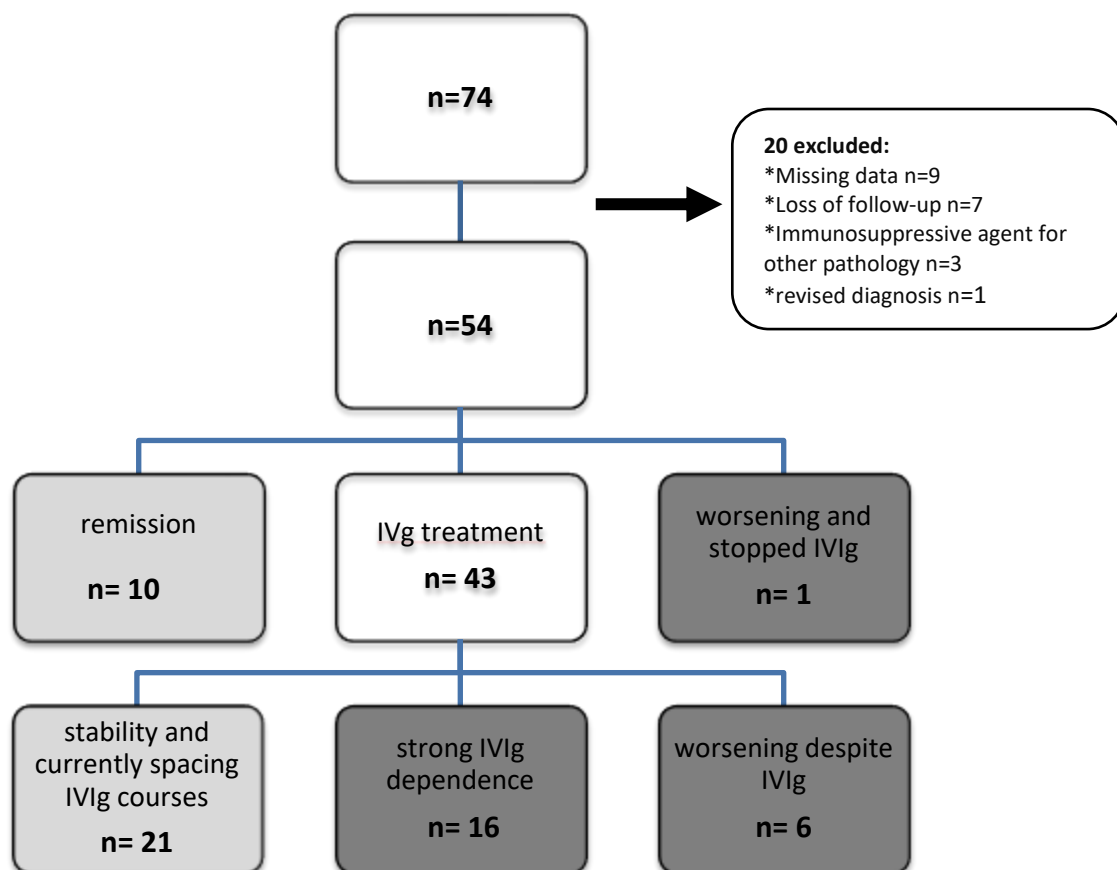 n=74
20 excluded:
*Missing data n=9
*Loss of follow-up n=7
*Immunosuppressive agent for
other pathology n=3
*revised diagnosis n=1
n=54
remission
n= 10
IVg treatment
n= 43
worsening and
stopped IVIg
n= 1
stability and
currently spacing
IVIg courses
n= 21
strong IVIg
dependence
n= 16
worsening despite
IVIg
n= 6